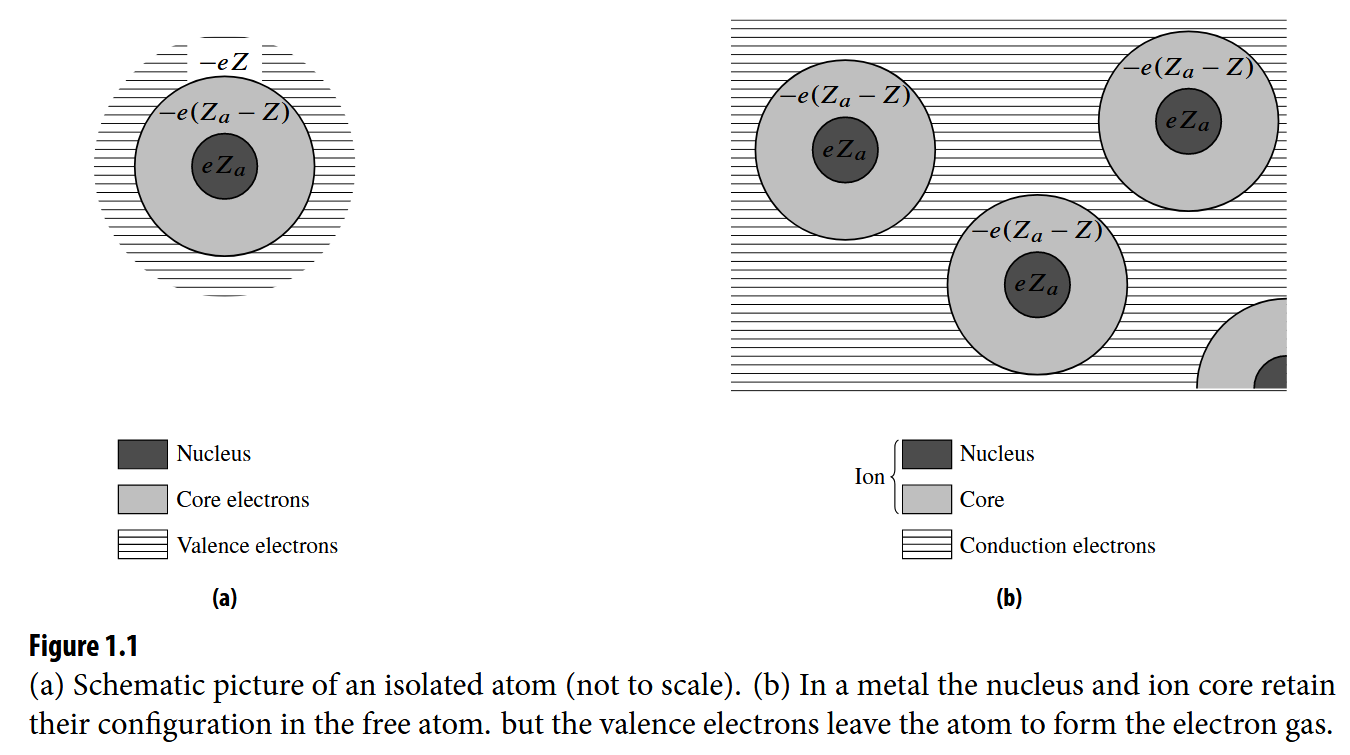 −eZ
−e(Z_a − Z)
eZ_a
Nucleus
Core electrons
Valence electrons
(a)
−e(Z_a − Z)
eZ_a
−e(Z_a − Z)
eZ_a
−e(Z_a − Z)
eZ_a
Ion
Nucleus
Core
Conduction electrons
(b)
Figure 1.1
(a) Schematic picture of an isolated atom (not to scale). (b) In a metal the nucleus and ion core retain
their configuration in the free atom. but the valence electrons leave the atom to form the electron gas.